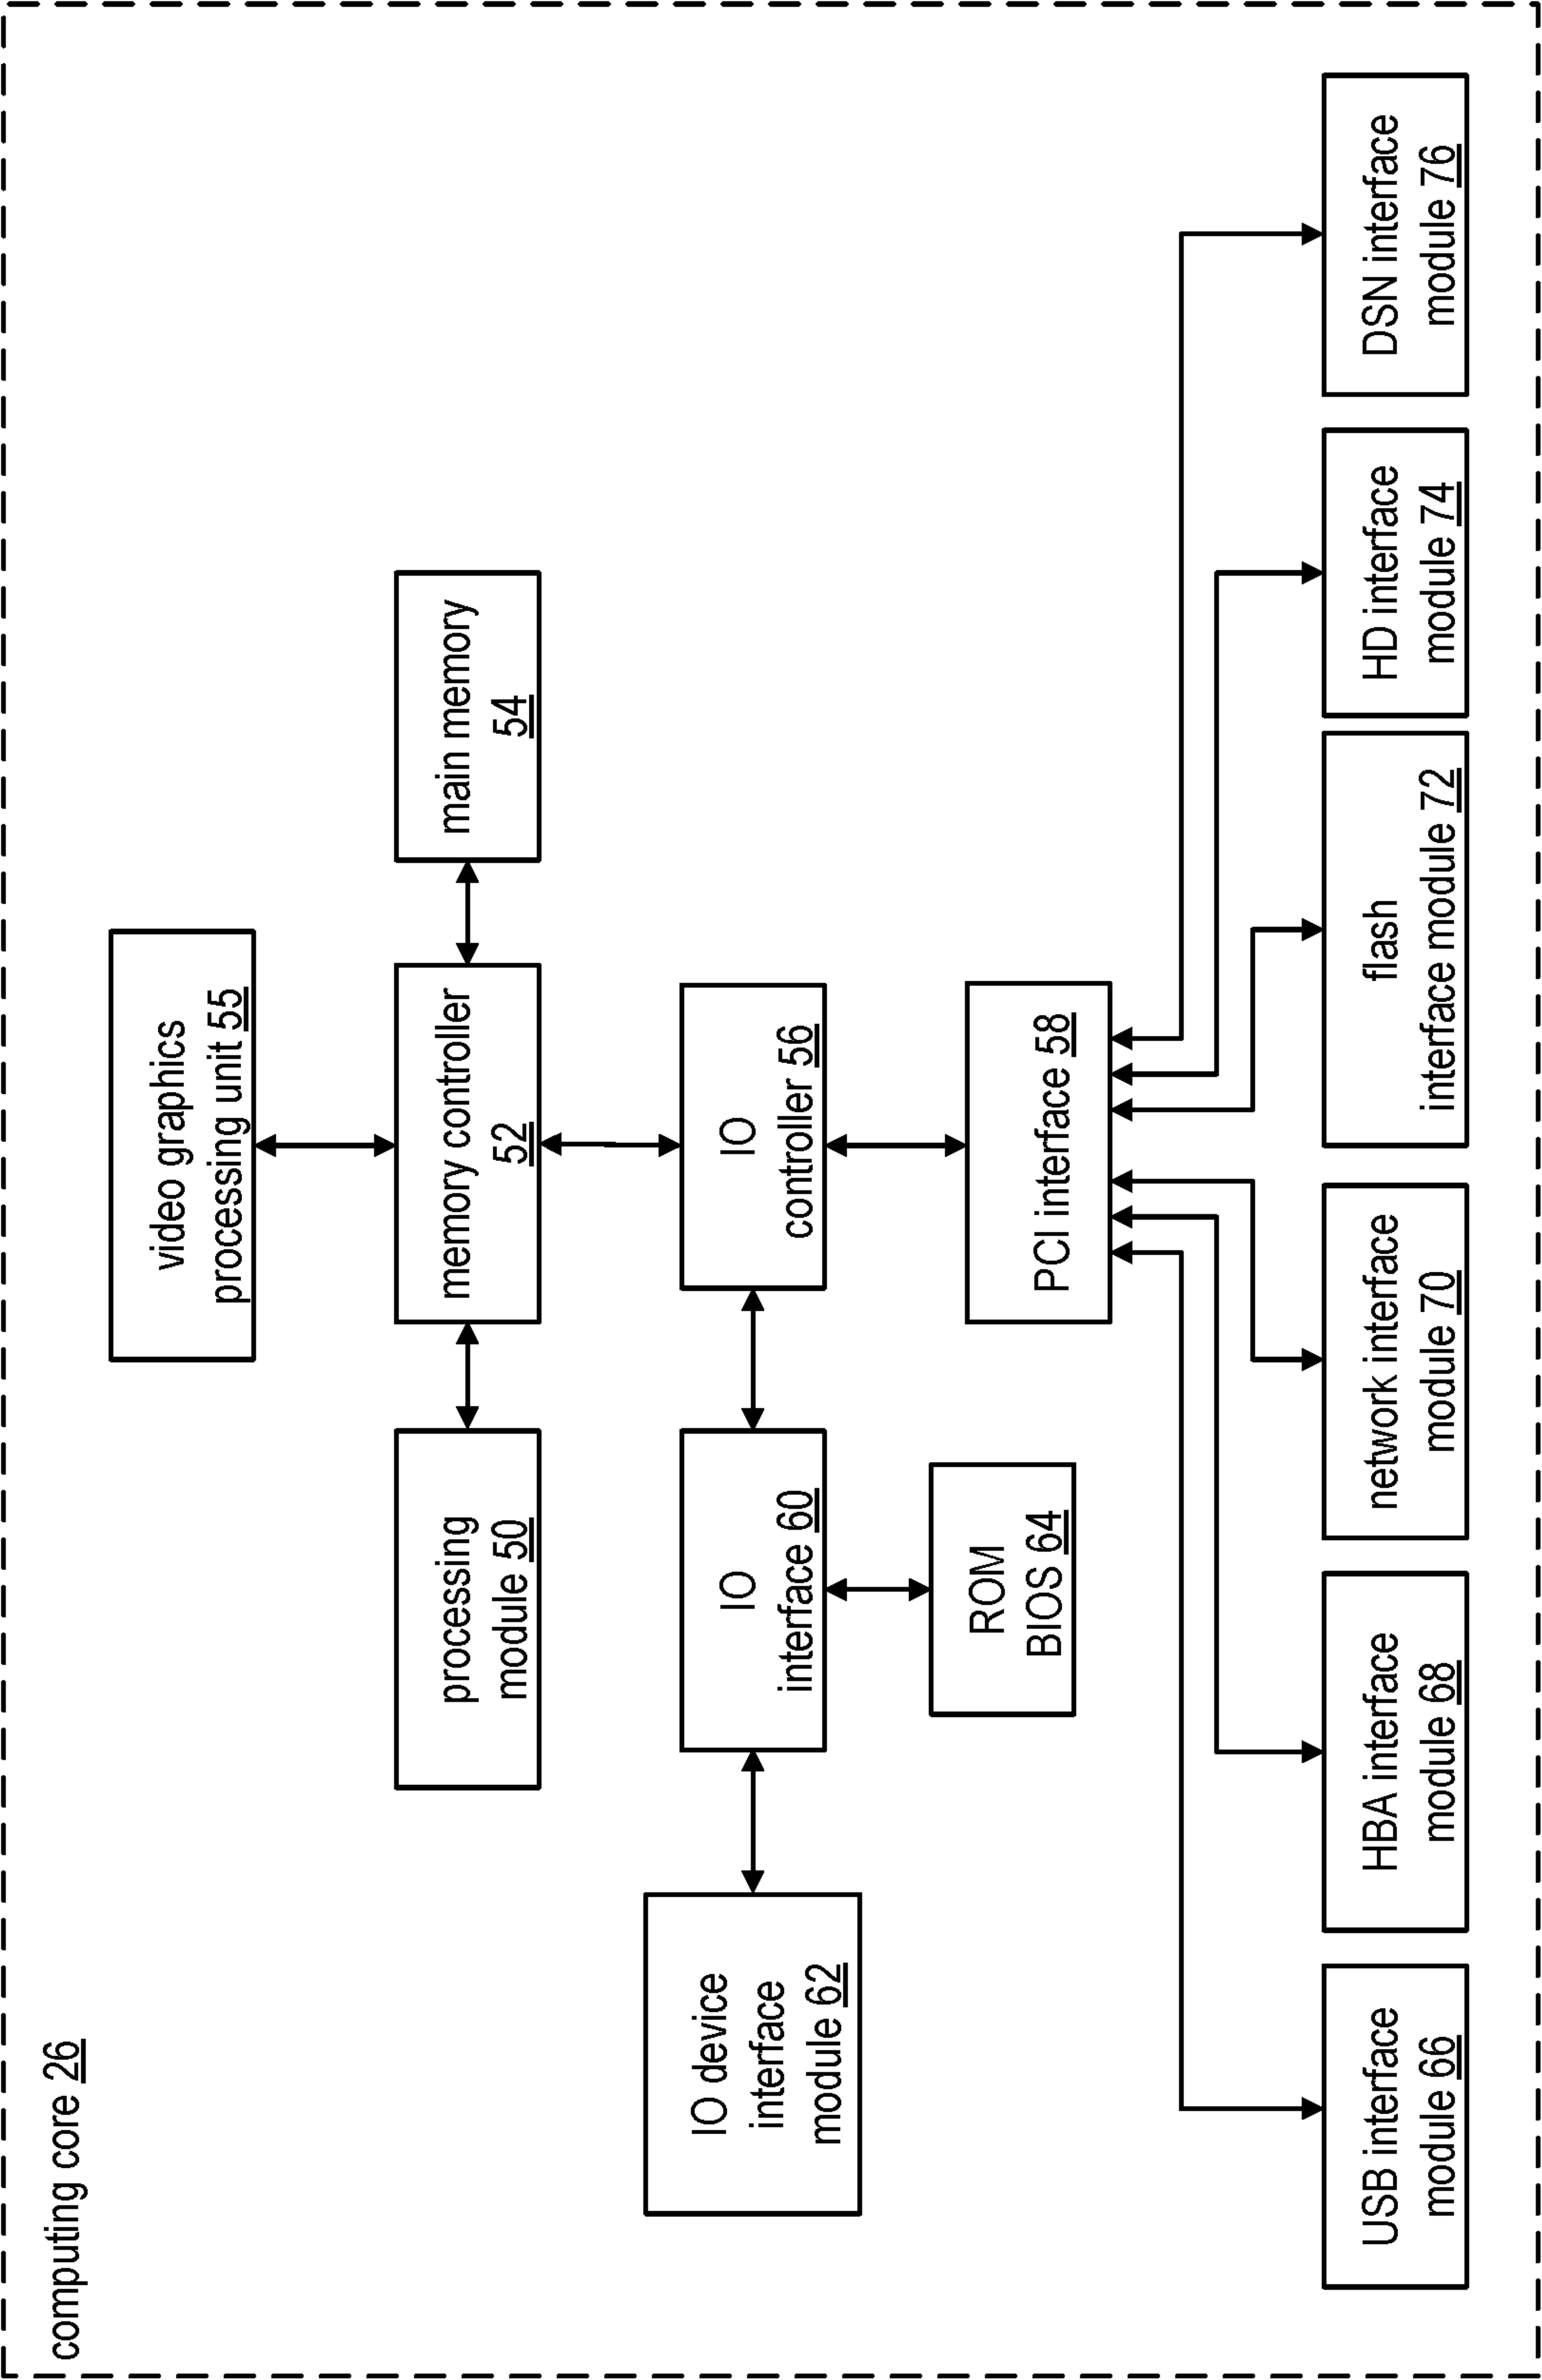 computing core 26
video graphics
processing unit 55
processing
module 50
memory controller
52
main memory
54
IO device
interface
module 62
IO
interface 60
IO
controller 56
ROM
BIOS 64
PCI interface 58
USB interface
module 66
HBA interface
module 68
network interface
module 70
flash
interface module 72
HD interface
module 74
DSN interface
module 76